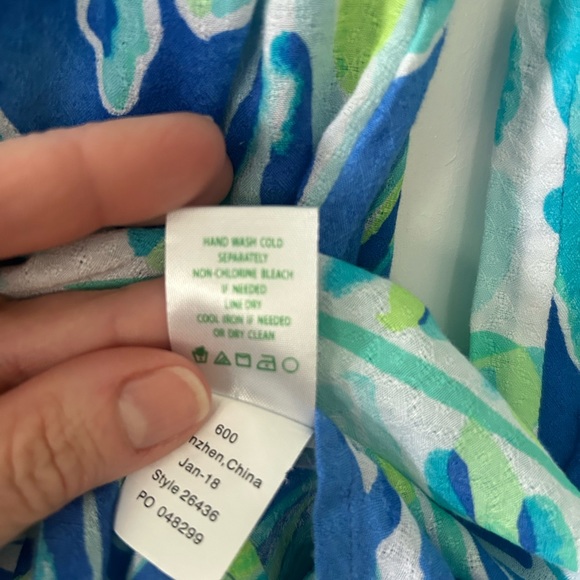 HAND WASH COLD
SEPARATELY
NON-CHLORINE BLEACH
IF NEEDED
LINE DRY
COOL IRON IF NEEDED
OR DRY CLEAN
600
nzhen,China
Jan-18
Style 26436
PO 048299